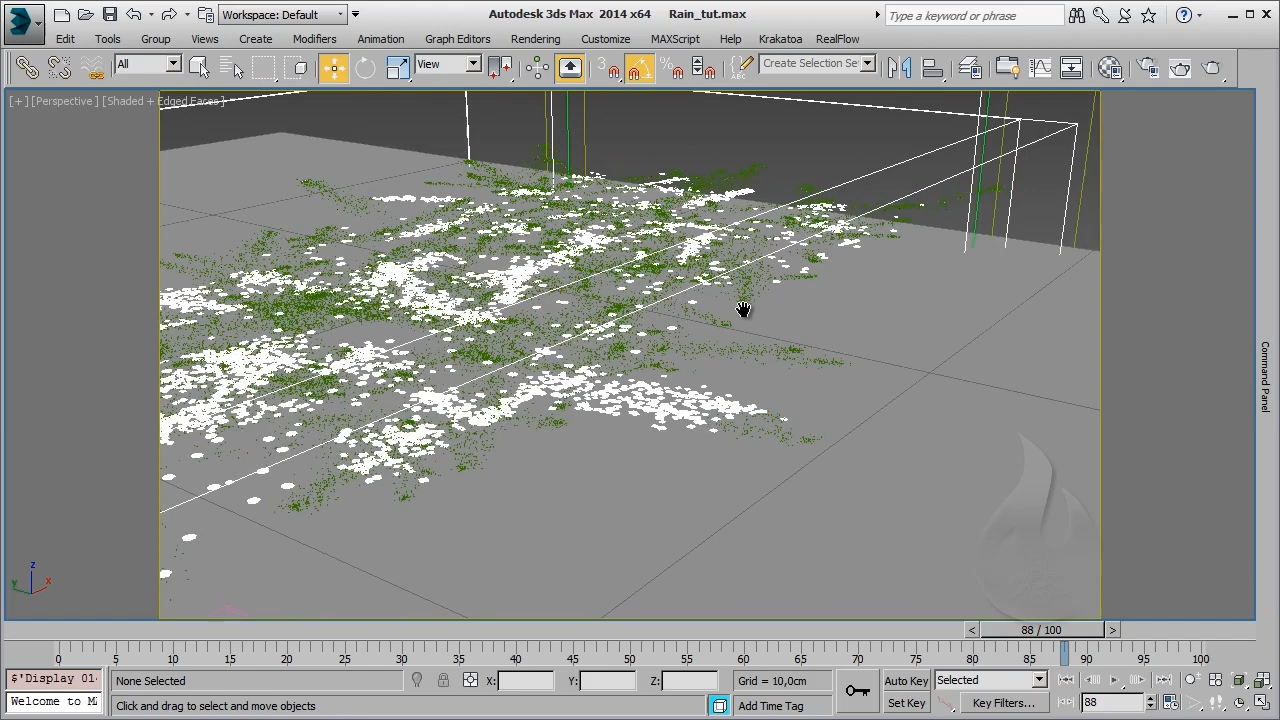 Workspace: Default
Autodesk 3ds Max 2014 x64 Rain_tut.max
Type a keyword or phrase
Edit Tools Group Views Create Modifiers Animation Graph Editors Rendering Customize MAXScript Help Krakatoa RealFlow
All
View
3
Create Selection Se
ABC
[+][Perspective][Shaded + Edged Faces]
Command Panel
z
y
x
< 88 / 100 >
0 5 10 15 20 25 30 35 40 45 50 55 60 65 70 75 80 85 90 95 100
$'Display 01
None Selected
X:
Y:
Z:
Grid = 10,0cm
Auto Key
Selected
Welcome to M
Click and drag to select and move objects
Add Time Tag
Set Key
Key Filters...
88